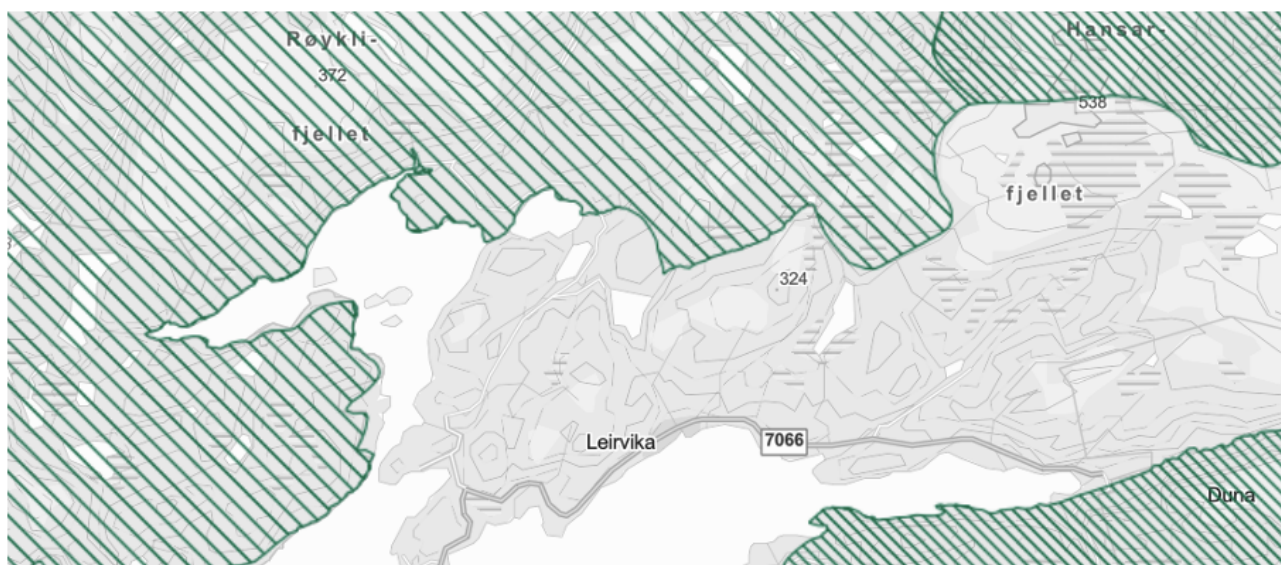 Røykli-
Hansar-
372
538
fjellet
fjellet
324
Leirvika
7066
Duna